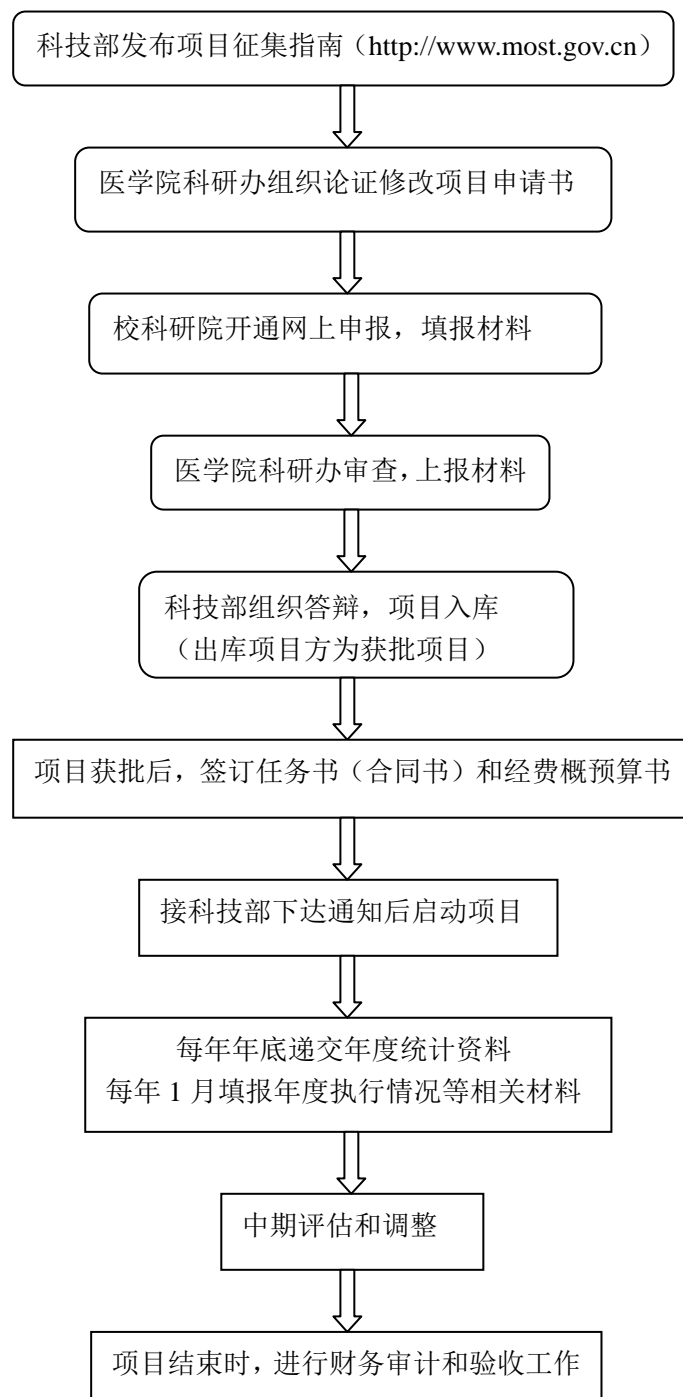 科技部发布项目征集指南（http://www.most.gov.cn）
医学院科研办组织论证修改项目申请书
校科研院开通网上申报，填报材料
医学院科研办审查，上报材料
科技部组织答辩，项目入库
（出库项目方为获批项目）
项目获批后，签订任务书（合同书）和经费概预算书
接科技部下达通知后启动项目
每年年底递交年度统计资料
每年 1 月填报年度执行情况等相关材料
中期评估和调整
项目结束时，进行财务审计和验收工作